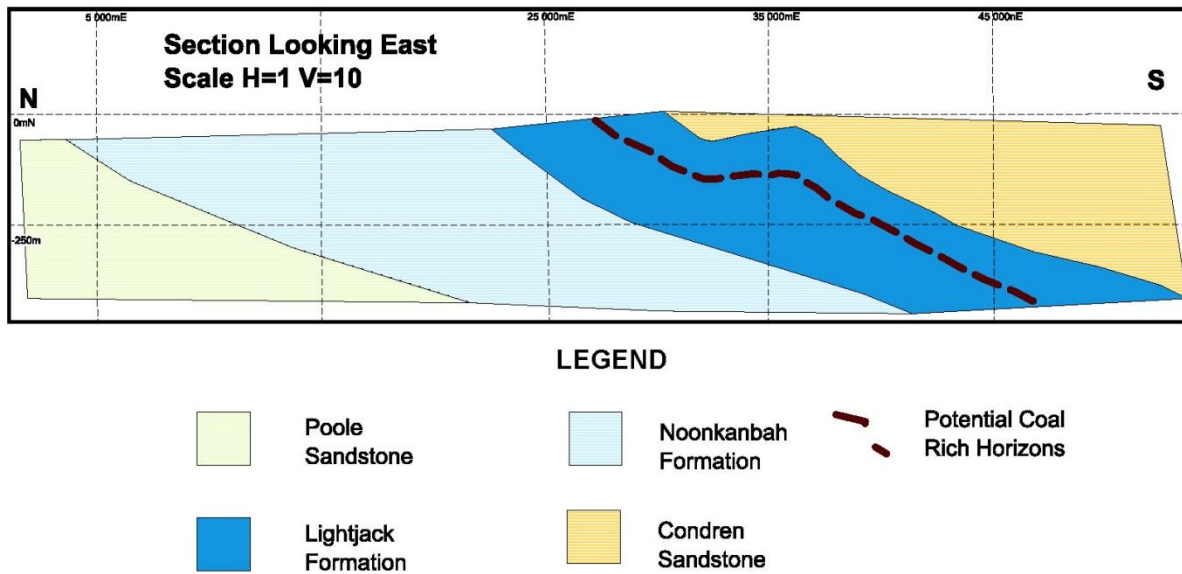 5 000mE
25 000mE
35 000mE
45 000nE
Section Looking East
Scale H=1 V=10
N
S
0mN
-250m
LEGEND
Poole
Sandstone
Noonkanbah
Formation
Potential Coal
Rich Horizons
Lightjack
Formation
Condren
Sandstone